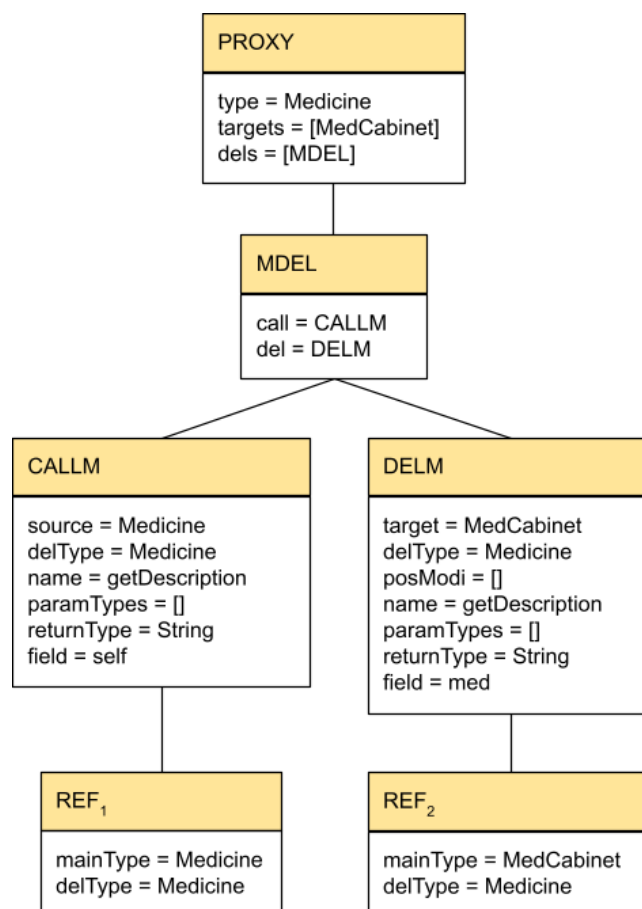 PROXY
type = Medicine
targets = [MedCabinet]
dels = [MDEL]
MDEL
call = CALLM
del = DELM
CALLM
source = Medicine
delType = Medicine
name = getDescription
paramTypes = []
returnType = String
field = self
DELM
target = MedCabinet
delType = Medicine
posModi = []
name = getDescription
paramTypes = []
returnType = String
field = med
REF₁
mainType = Medicine
delType = Medicine
REF₂
mainType = MedCabinet
delType = Medicine